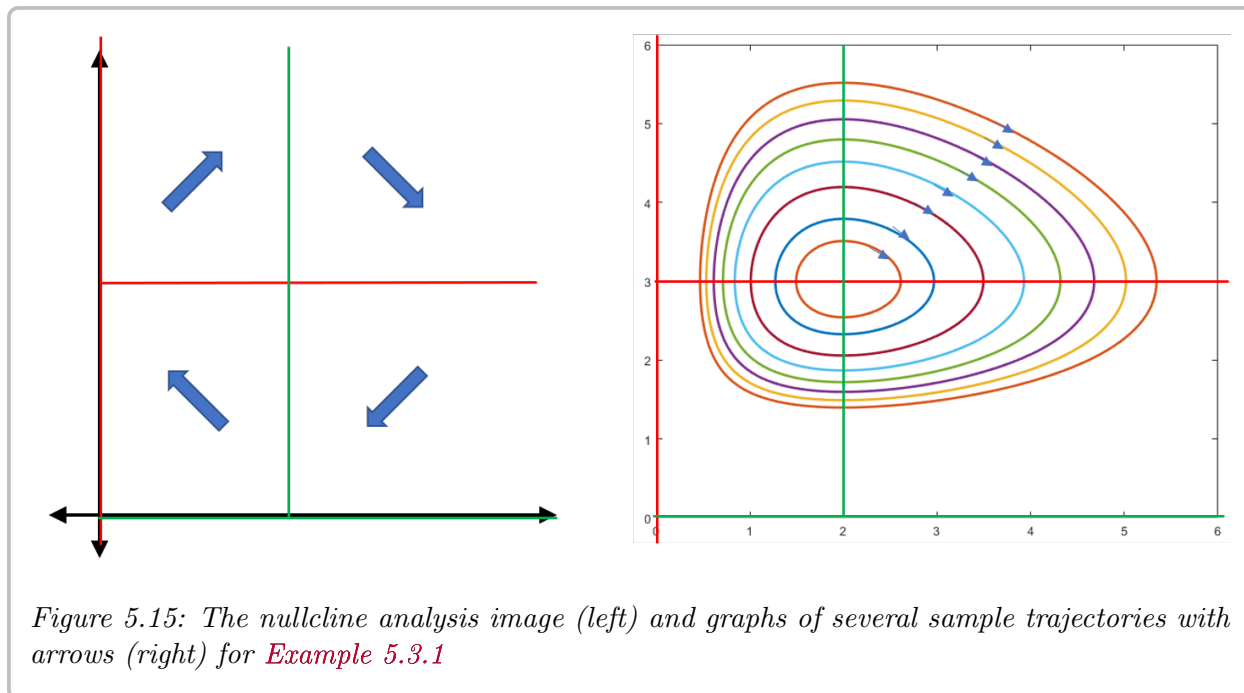 6
5
4
3
2
1
0
0 1 2 3 4 5 6
Figure 5.15: The nullcline analysis image (left) and graphs of several sample trajectories with
arrows (right) for Example 5.3.1